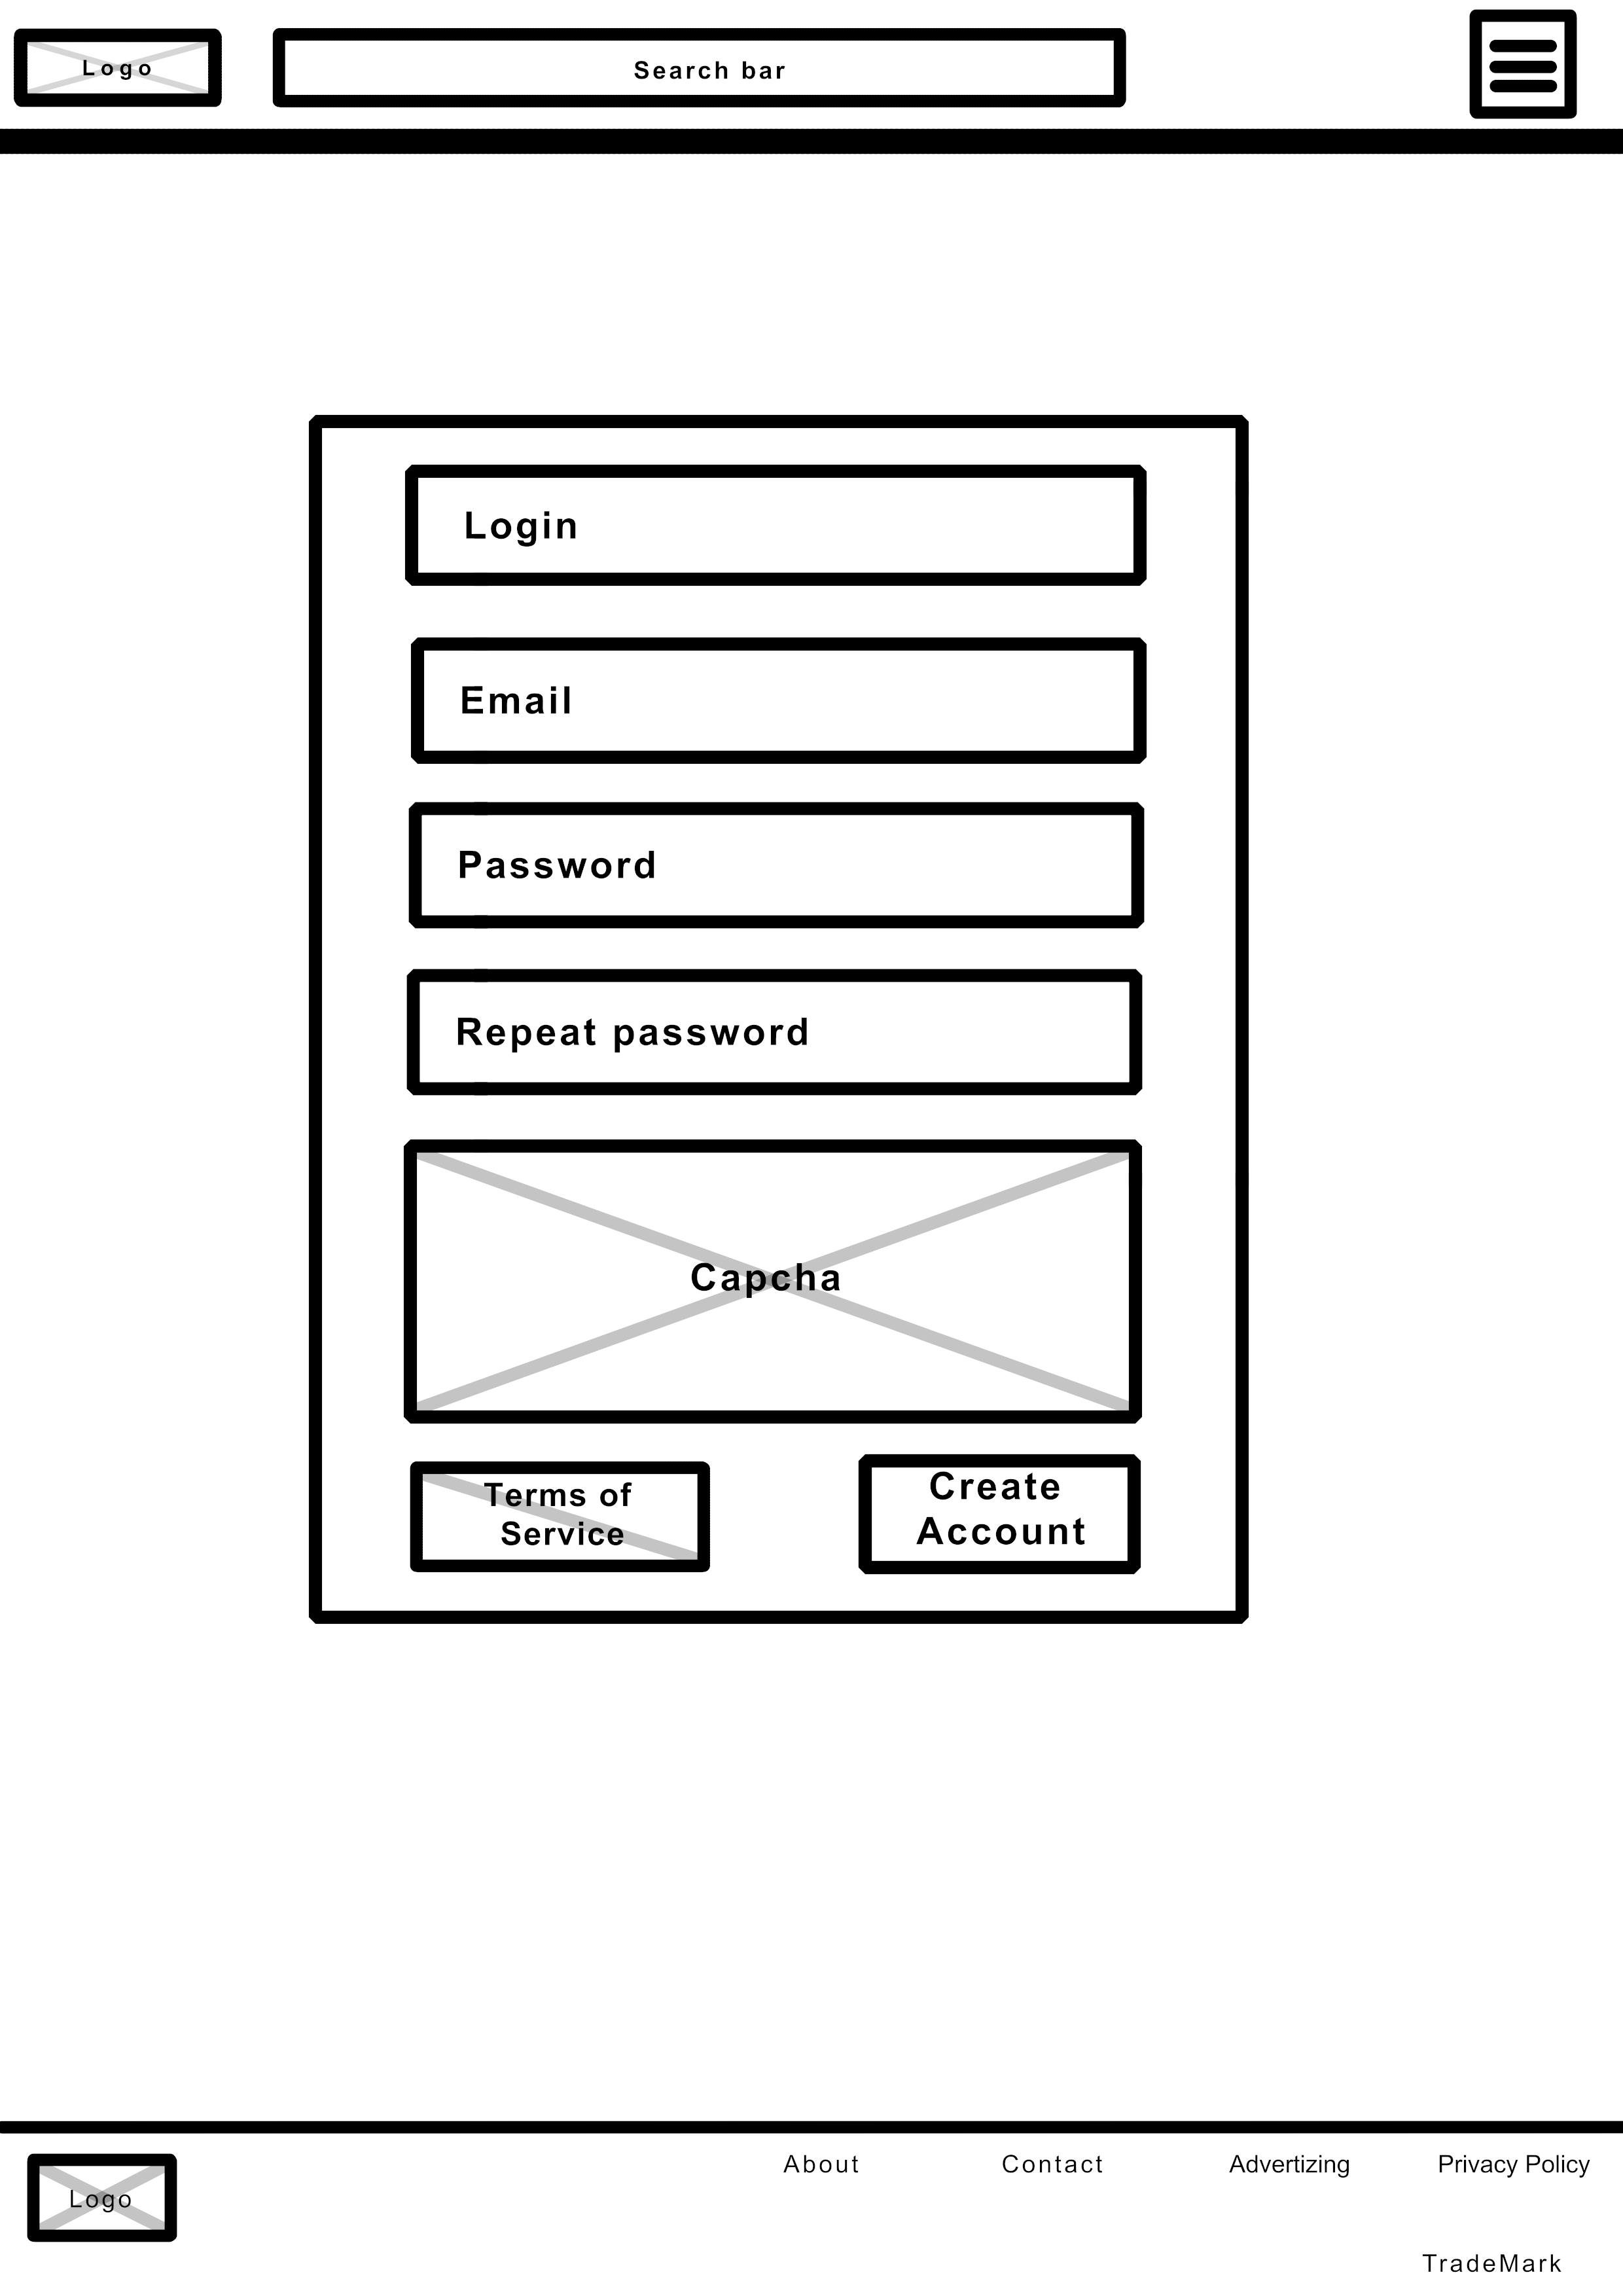 Logo
Search bar
Login
Email
Password
Repeat password
Capcha
Terms of
Service
Create
Account
About
Contact
Advertizing
Privacy Policy
Logo
TradeMark